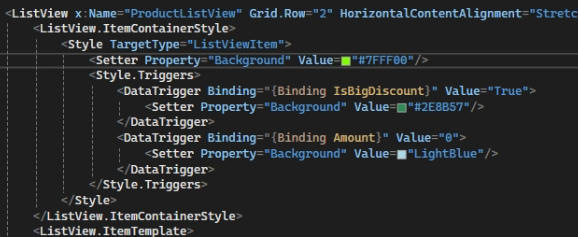 <ListView x:Name="ProductListView" Grid.Row="2" HorizontalContentAlignment="Stretc
<ListView.ItemContainerStyle>
<Style TargetType="ListViewItem">
<Setter Property="Background" Value="#7FFF00"/>
<Style.Triggers>
<DataTrigger Binding="{Binding IsBigDiscount}" Value="True">
<Setter Property="Background" Value="#2E8B57"/>
</DataTrigger>
<DataTrigger Binding="{Binding Amount}" Value="0">
<Setter Property="Background" Value="LightBlue"/>
</DataTrigger>
</Style.Triggers>
</Style>
</ListView.ItemContainerStyle>
<ListView.ItemTemplate>